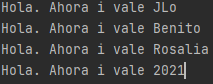 Hola. Ahora i vale JLo
Hola. Ahora i vale Benito
Hola. Ahora i vale Rosalia
Hola. Ahora i vale 2021